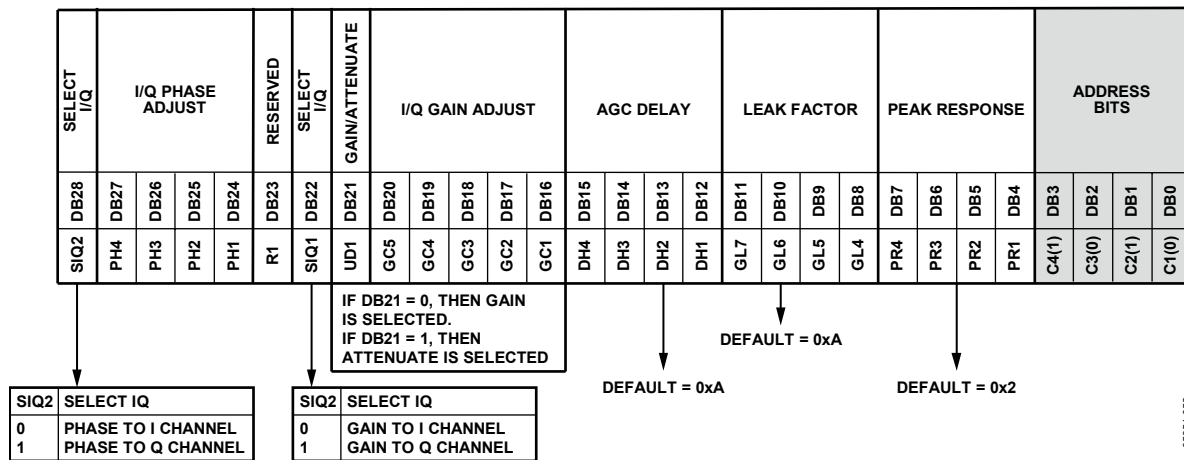 SELECT I/Q
I/Q PHASE ADJUST
RESERVED
SELECT I/Q
GAIN/ATTENUATE
I/Q GAIN ADJUST
AGC DELAY
LEAK FACTOR
PEAK RESPONSE
ADDRESS BITS
DB28 DB27 DB26 DB25 DB24 DB23 DB22 DB21 DB20 DB19 DB18 DB17 DB16 DB15 DB14 DB13 DB12 DB11 DB10 DB9 DB8 DB7 DB6 DB5 DB4 DB3 DB2 DB1 DB0
SIQ2 PH4 PH3 PH2 PH1 R1 SIQ1 UD1 GC5 GC4 GC3 GC2 GC1 DH4 DH3 DH2 DH1 GL7 GL6 GL5 GL4 PR4 PR3 PR2 PR1 C4(1) C3(0) C2(1) C1(0)
IF DB21 = 0, THEN GAIN
IS SELECTED.
IF DB21 = 1, THEN
ATTENUATE IS SELECTED
DEFAULT = 0xA
DEFAULT = 0xA
DEFAULT = 0x2
SIQ2 SELECT IQ
0 PHASE TO I CHANNEL
1 PHASE TO Q CHANNEL
SIQ2 SELECT IQ
0 GAIN TO I CHANNEL
1 GAIN TO Q CHANNEL